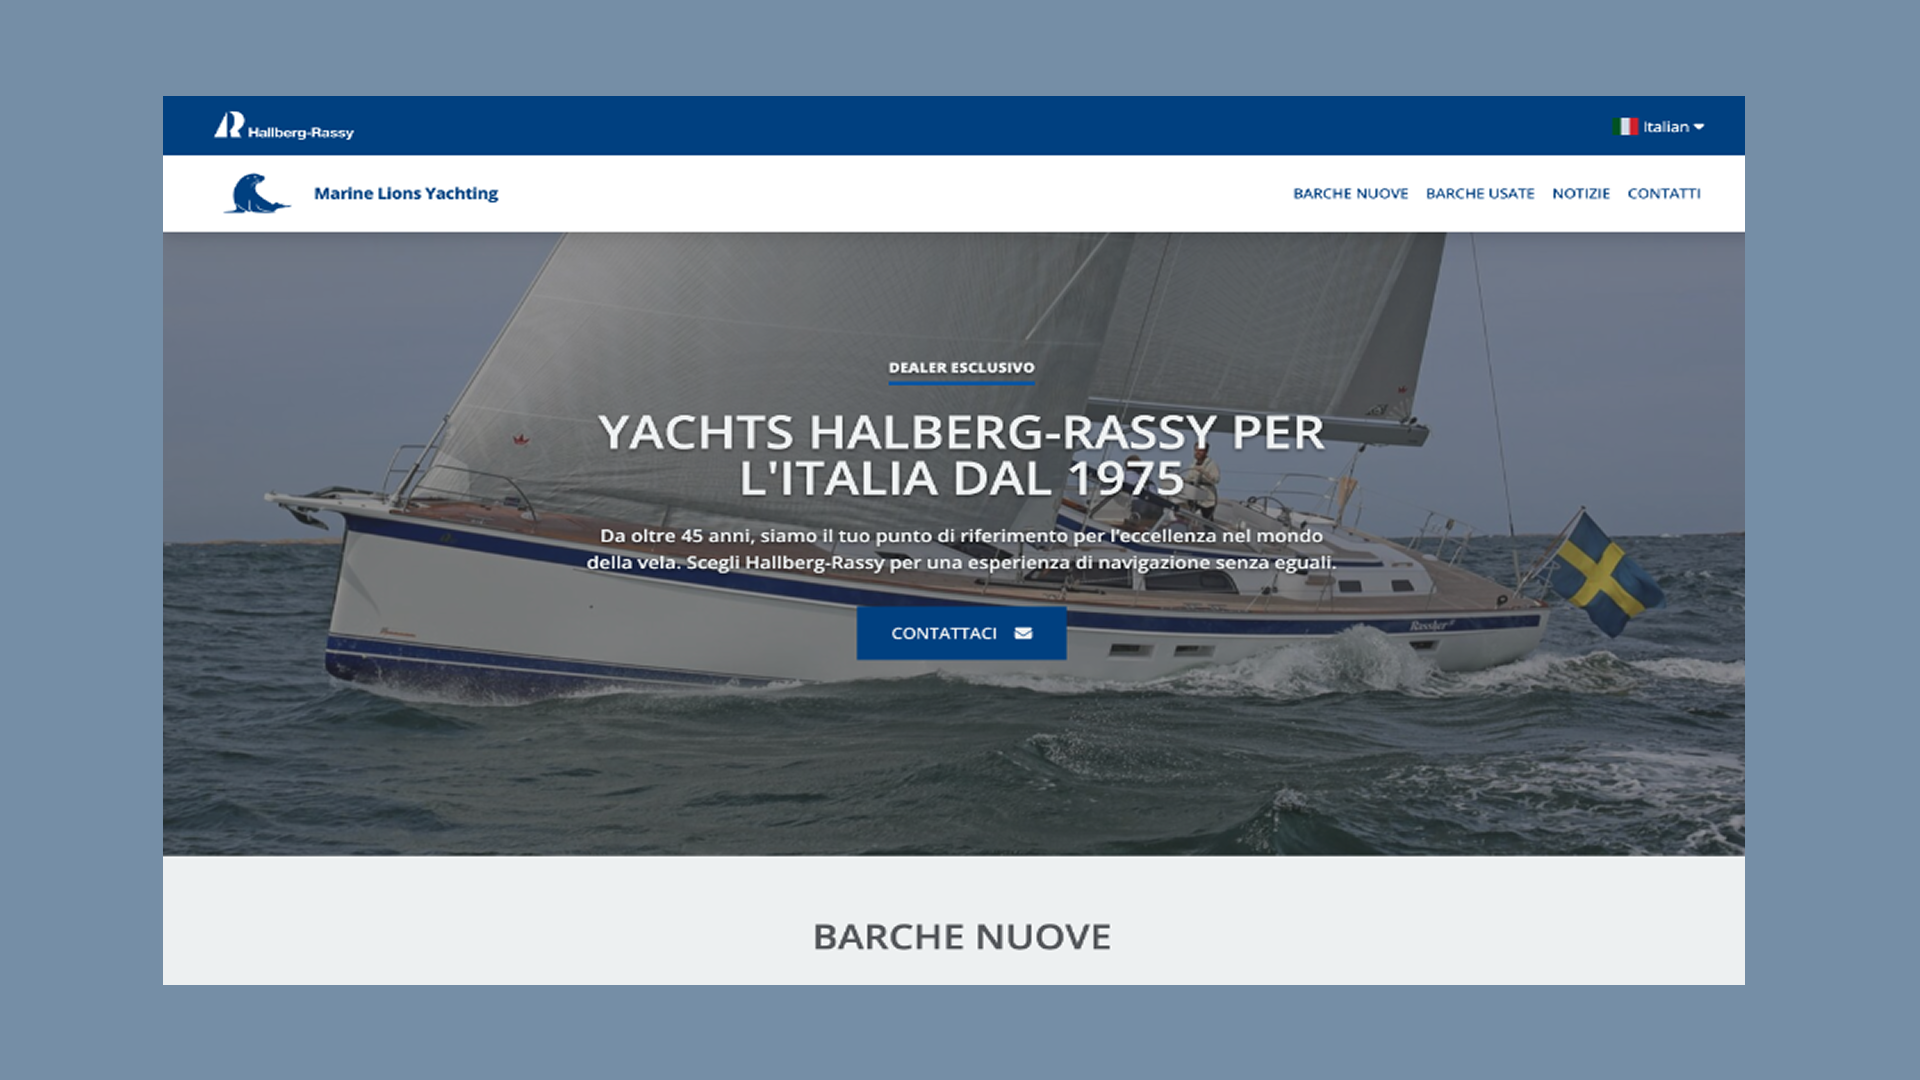 Hallberg-Rassy
Italian
Marine Lions Yachting
BARCHE NUOVE BARCHE USATE NOTIZIE CONTATTI
DEALER ESCLUSIVO
YACHTS HALBERG-RASSY PER
L'ITALIA DAL 1975
Da oltre 45 anni, siamo il tuo punto di riferimento per l'eccellenza nel mondo
della vela. Scegli Hallberg-Rassy per una esperienza di navigazione senza eguali.
CONTATTACI
Rassker
BARCHE NUOVE